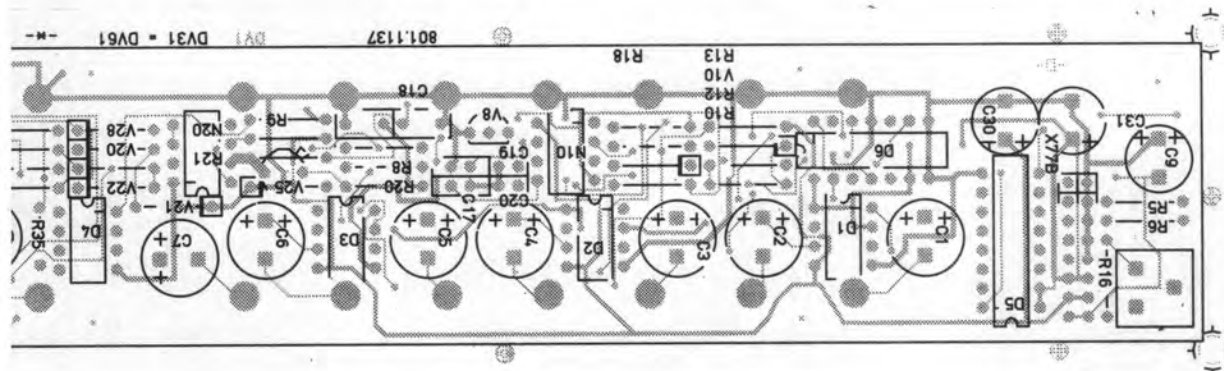 801.1137
DV1
DV31 = DV61
-*-
R13
R18
V10
R12
R10
C18
V8
R9
N20
-V28-
-V20-
-V22-
R21
C31
C30
X77B
C9
D6
N10
C19
R8
R20
V25-
-V21-
C17
C20
-R5-
R6-
-R16-
D5
C1
D1
C2
C3
D2
C4
C5
D3
C6
C7
D4
-R35